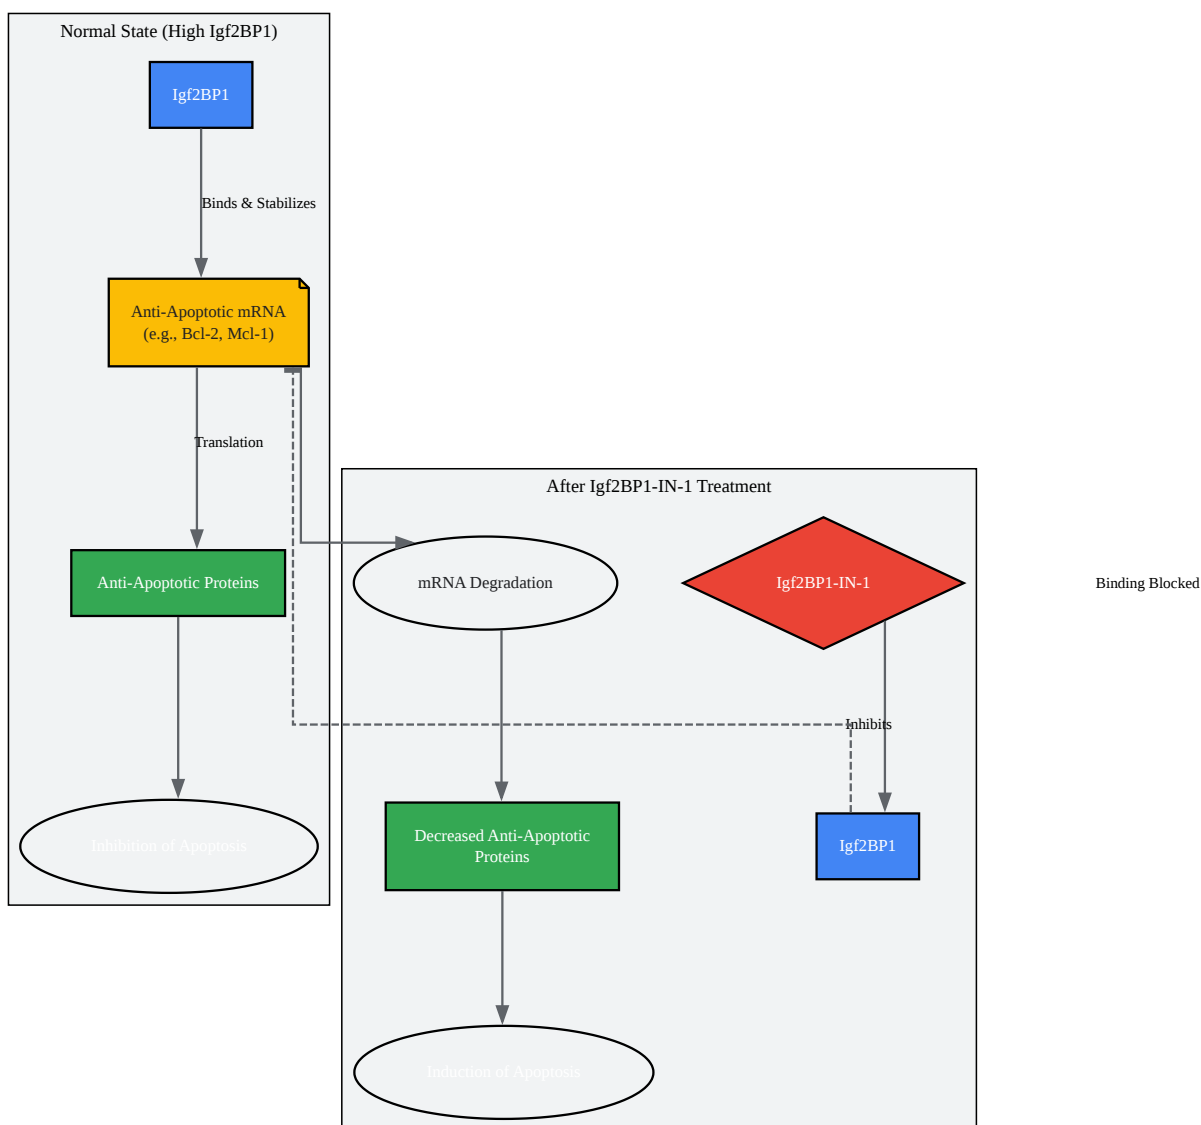 Normal State (High Igf2BP1)
Igf2BP1
Binds & Stabilizes
Anti-Apoptotic mRNA
(e.g., Bcl-2, Mcl-1)
Translation
Anti-Apoptotic Proteins
Inhibition of Apoptosis
After Igf2BP1-IN-1 Treatment
mRNA Degradation
Igf2BP1-IN-1
Binding Blocked
Inhibits
Decreased Anti-Apoptotic
Proteins
Igf2BP1
Induction of Apoptosis